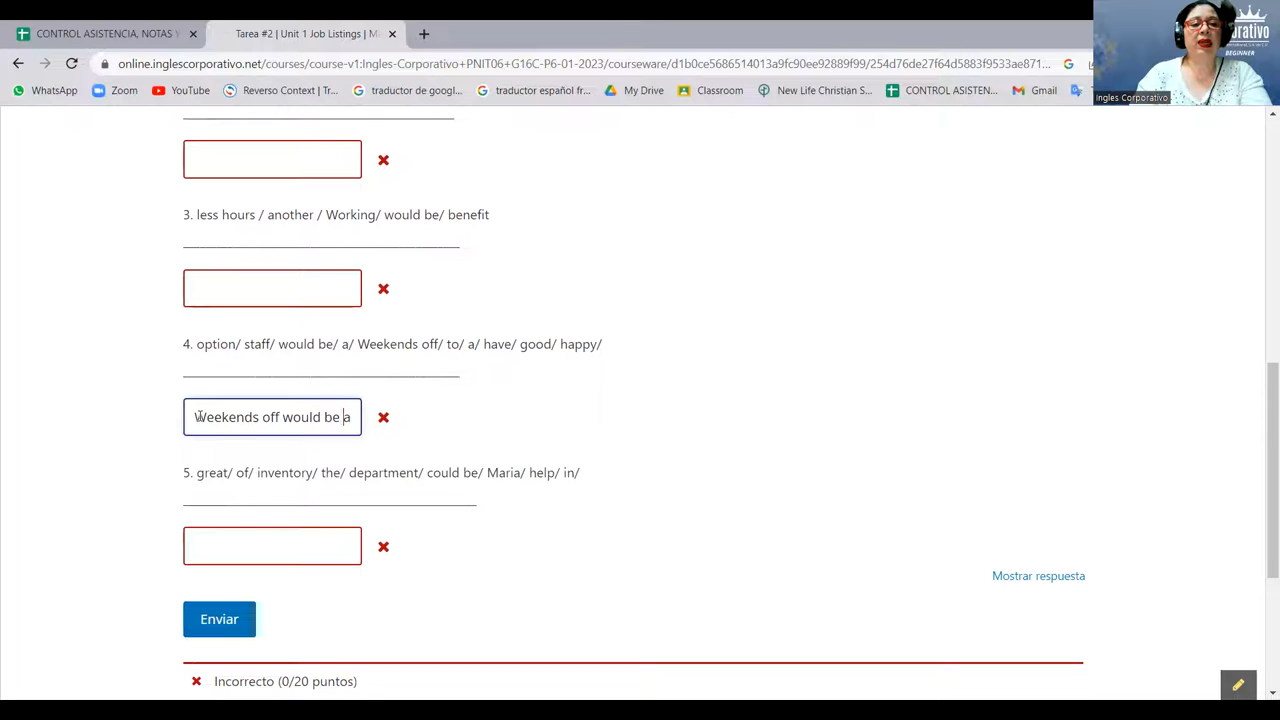 CONTROL ASISTENCIA, NOTAS Y
Tarea #2 | Unit 1 Job Listings | M
online.inglescorporativo.net/courses/course-v1:Ingles-Corporativo+PNIT06+GTGC-I6-01-2023/courseware/d1b0ce5686514013a9fc90ee92889f99/254d76de27f64d5883f9533ae871...
WhatsApp
Zoom
YouTube
Reverso Context | Tr...
traductor de googl...
traductor español fr...
My Drive
Classroom
New Life Christian S...
CONTROL ASISTEN...
Gmail
orativo
BEGINNER
Ingles Corporativo
3. less hours / another / Working/ would be/ benefit
4. option/ staff/ would be/ a/ Weekends off/ to/ a/ have/ good/ happy/
Weekends off would be a
5. great/ of/ inventory/ the/ department/ could be/ Maria/ help/ in/
Mostrar respuesta
Enviar
Incorrecto (0/20 puntos)